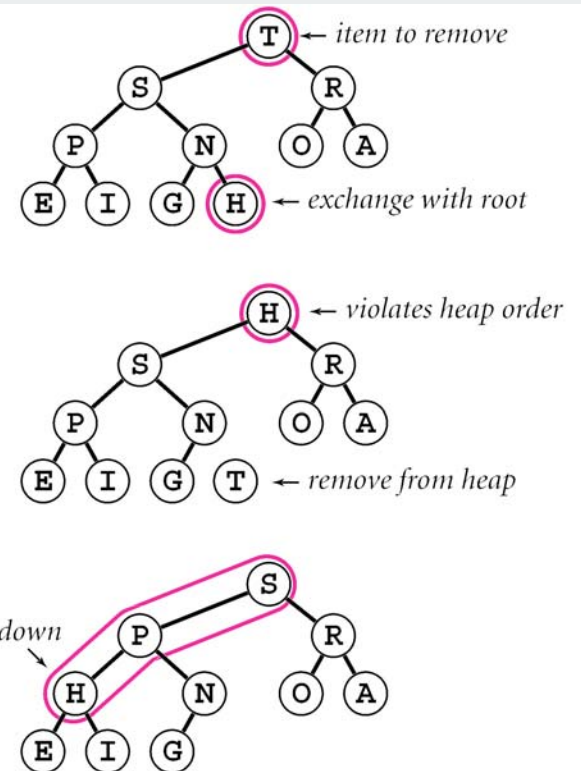 T ← item to remove
S R
P N O A
E I G H ← exchange with root
H ← violates heap order
S R
P N O A
E I G T ← remove from heap
S
down P R
H N O A
E I G